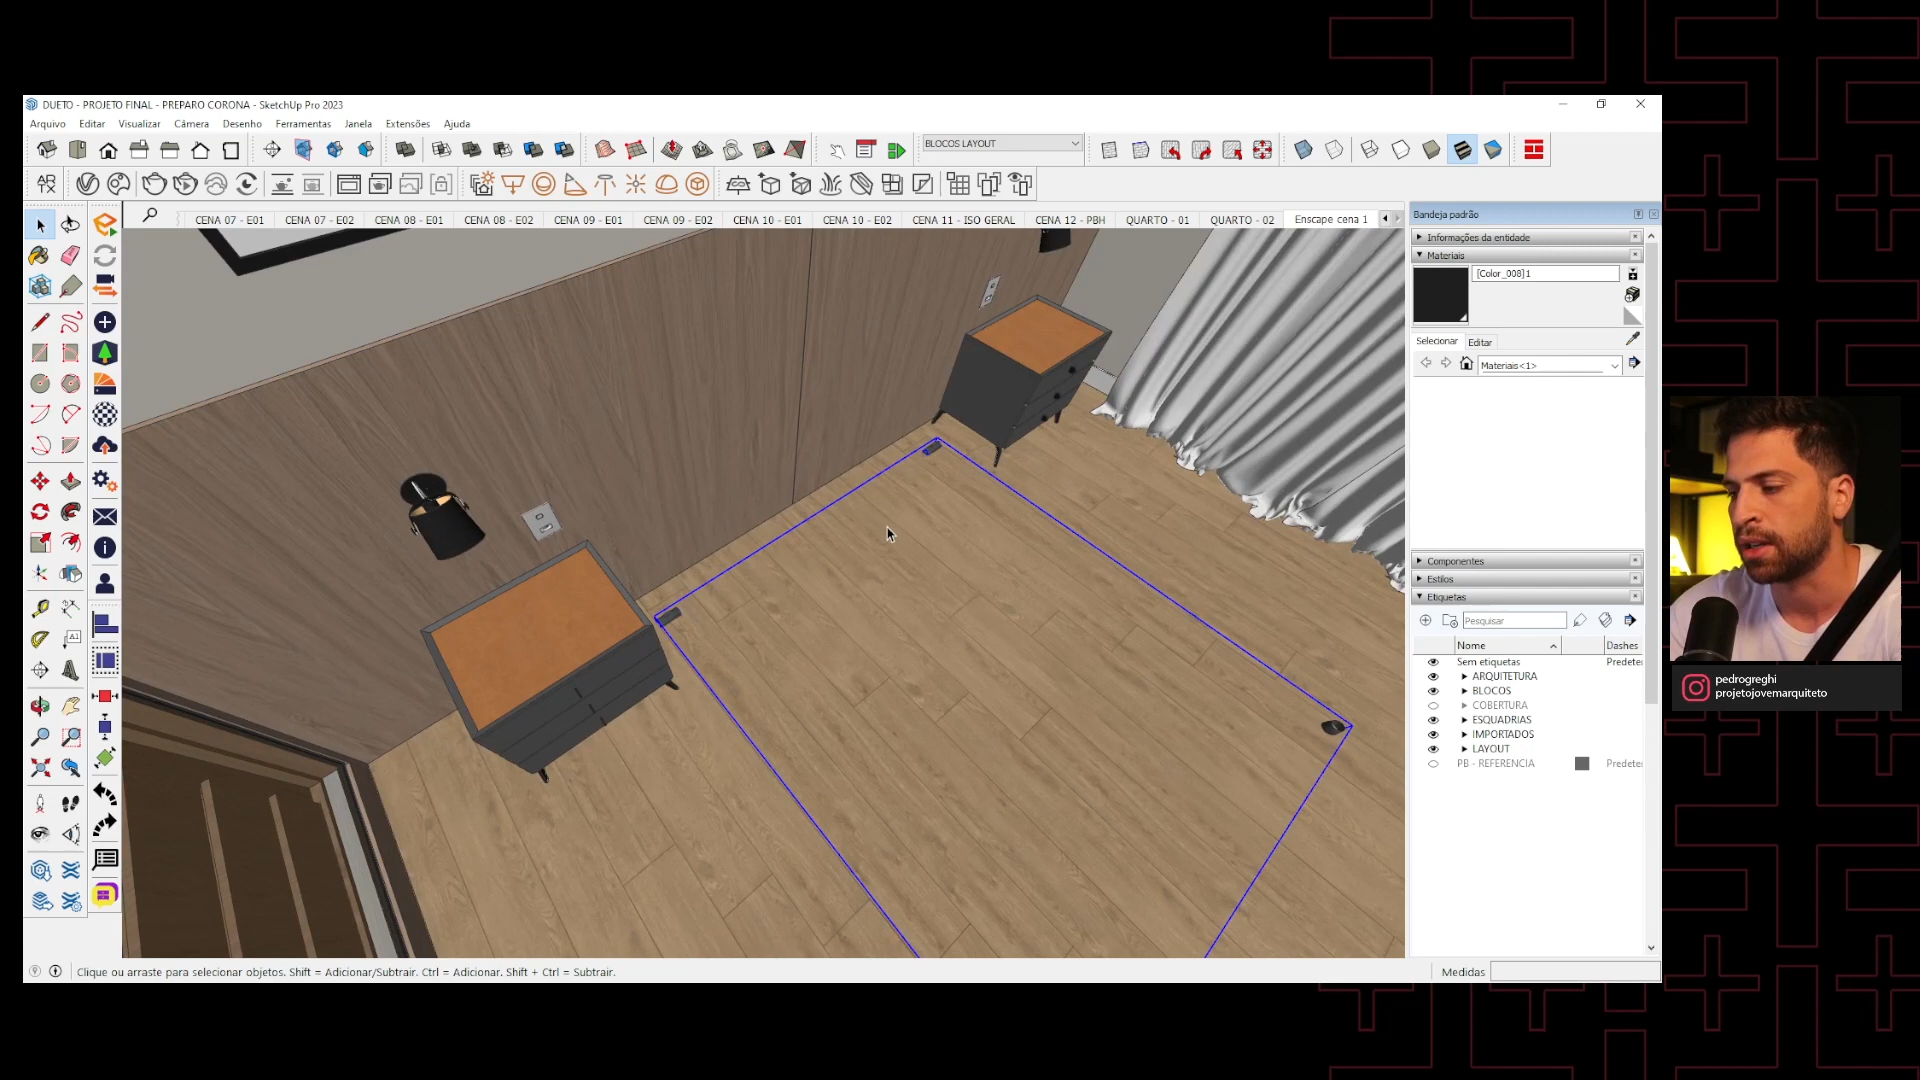 DUETO - PROJETO FINAL - PREPARO CORONA - SketchUp Pro 2023
Arquivo Editar Visualizar Câmera Desenho Ferramentas Janela Extensões Ajuda
BLOCOS LAYOUT
CENA 07 - E01 CENA 07 - E02 CENA 08 - E01 CENA 08 - E02 CENA 09 - E01 CENA 09 - E02 CENA 10 - E01 CENA 10 - E02 CENA 11 - ISO GERAL CENA 12 - PBH QUARTO - 01 QUARTO - 02 Enscape cena 1
Bandeja padrão
Informações da entidade
Materiais
[Color_008]1
Selecionar Editar
Materiais<1>
Componentes
Estilos
Etiquetas
Pesquisar
Nome Dashes
Sem etiquetas Predeter
ARQUITETURA
BLOCOS
COBERTURA
ESQUADRIAS
IMPORTADOS
LAYOUT
PB - REFERENCIA Predeter
pedrogreghi
projetojovemarquiteto
Clique ou arraste para selecionar objetos. Shift = Adicionar/Subtrair. Ctrl = Adicionar. Shift + Ctrl = Subtrair.
Medidas